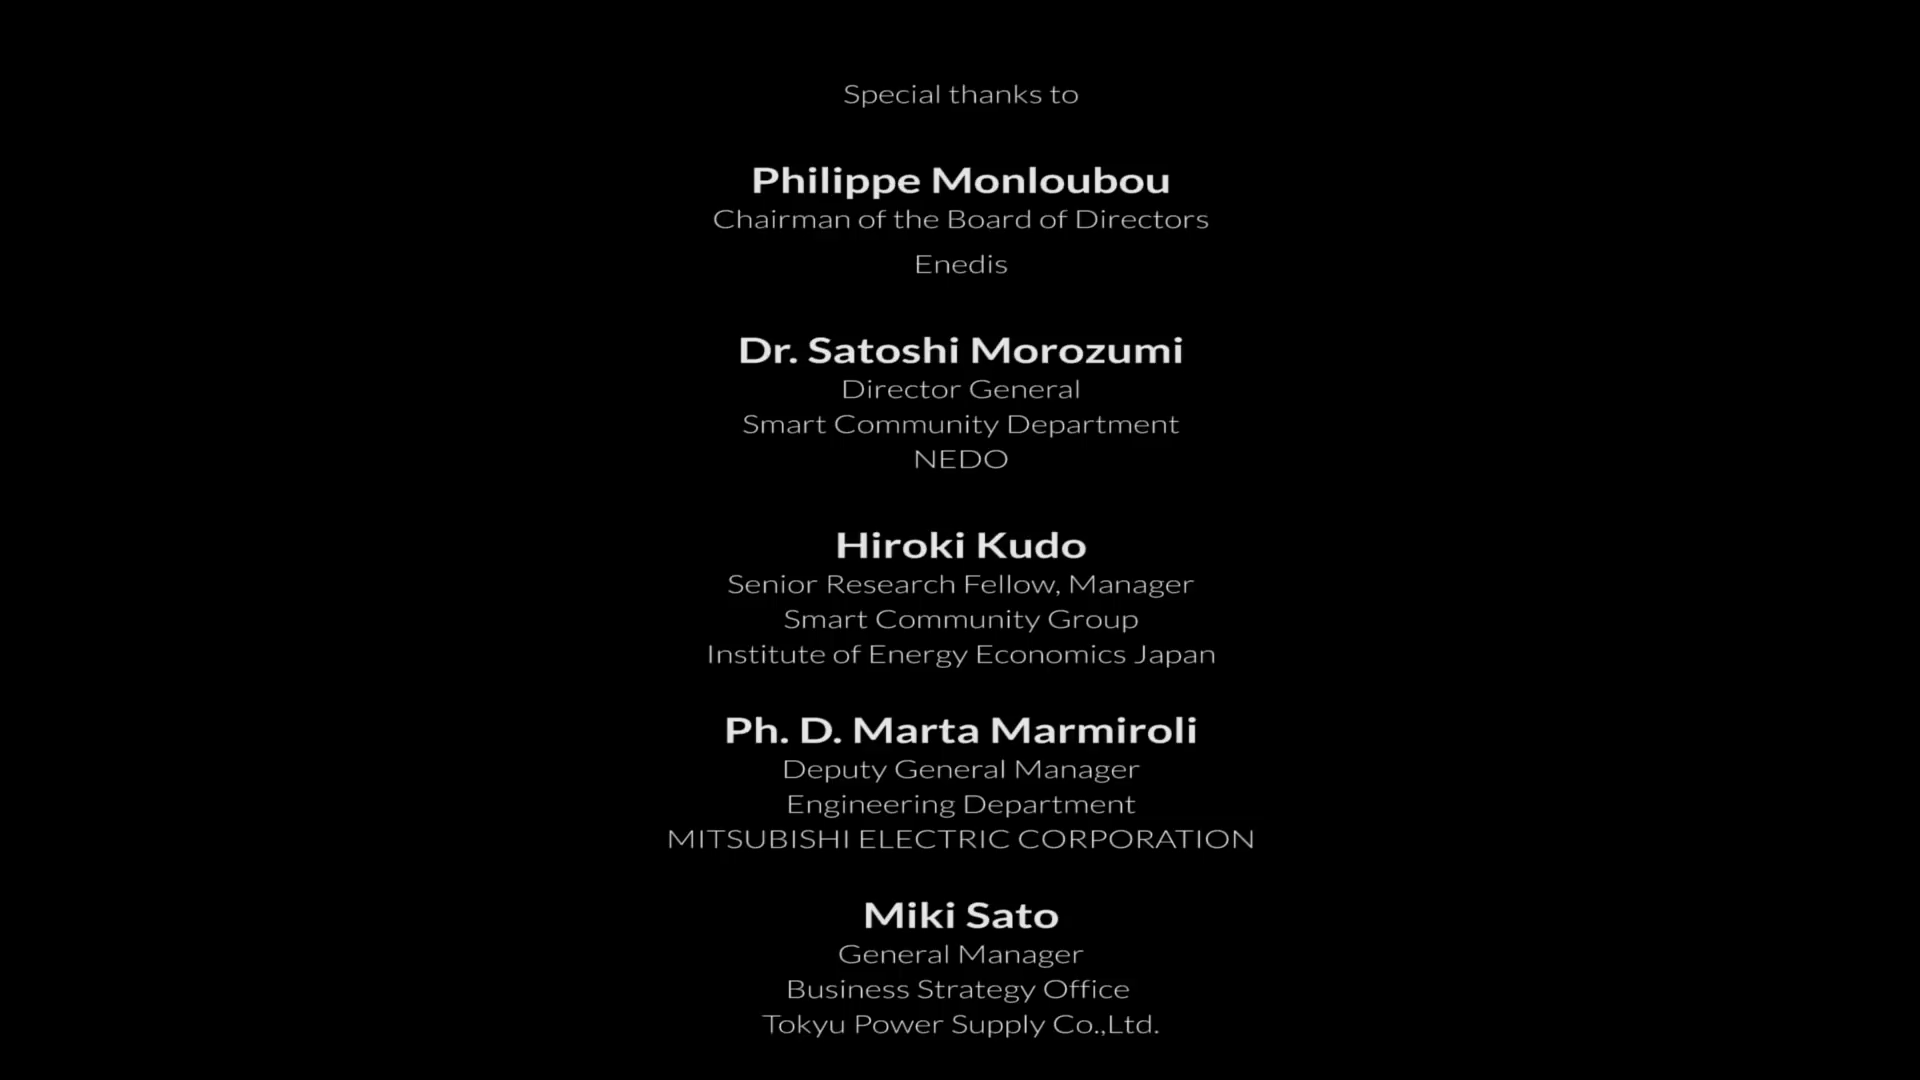 Special thanks to
Philippe Monloubou
Chairman of the Board of Directors
Enedis
Dr. Satoshi Morozumi
Director General
Smart Community Department
NEDO
Hiroki Kudo
Senior Research Fellow, Manager
Smart Community Group
Institute of Energy Economics Japan
Ph. D. Marta Marmiroli
Deputy General Manager
Engineering Department
MITSUBISHI ELECTRIC CORPORATION
Miki Sato
General Manager
Business Strategy Office
Tokyu Power Supply Co.,Ltd.